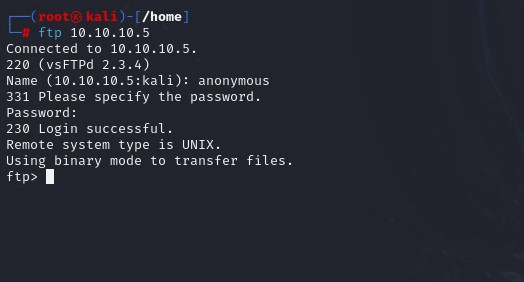 ┌──(root㉿kali)-[/home]
└─# ftp 10.10.10.5
Connected to 10.10.10.5.
220 (vsFTPd 2.3.4)
Name (10.10.10.5:kali): anonymous
331 Please specify the password.
Password:
230 Login successful.
Remote system type is UNIX.
Using binary mode to transfer files.
ftp>